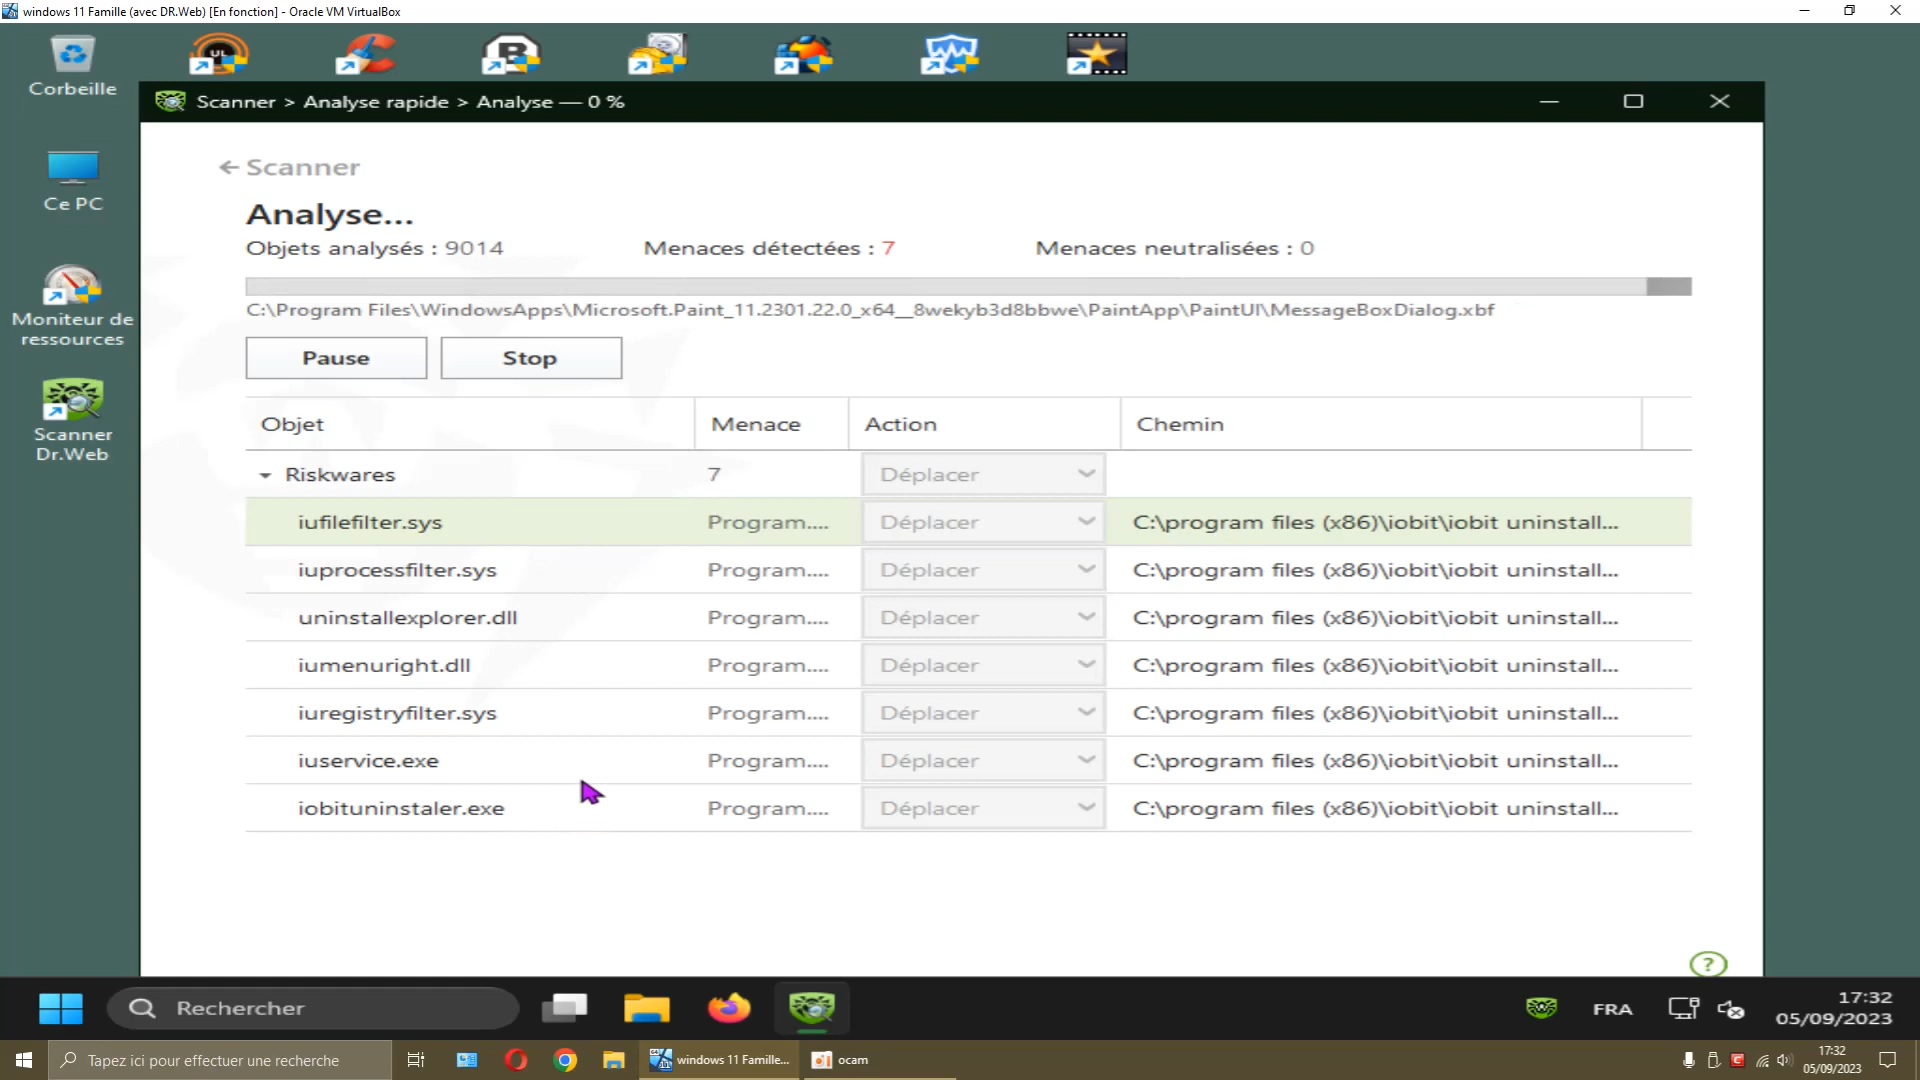 windows 11 Famille (avec DR.Web) [En fonction] - Oracle VM VirtualBox
Corbeille
UL
Scanner > Analyse rapide > Analyse — 0 %
Ce PC
Moniteur de
ressources
Scanner
Dr.Web
← Scanner
Analyse...
Objets analysés : 9014 Menaces détectées : 7 Menaces neutralisées : 0
C:\Program Files\WindowsApps\Microsoft.Paint_11.2301.22.0_x64__8wekyb3d8bbwe\PaintApp\PaintUI\MessageBoxDialog.xbf
Pause Stop
Objet Menace Action Chemin
Riskwares 7 Déplacer
iufilefilter.sys Program.... Déplacer C:\program files (x86)\iobit\iobit uninstall...
iuprocessfilter.sys Program.... Déplacer C:\program files (x86)\iobit\iobit uninstall...
uninstallexplorer.dll Program.... Déplacer C:\program files (x86)\iobit\iobit uninstall...
iumenuright.dll Program.... Déplacer C:\program files (x86)\iobit\iobit uninstall...
iuregistryfilter.sys Program.... Déplacer C:\program files (x86)\iobit\iobit uninstall...
iuservice.exe Program.... Déplacer C:\program files (x86)\iobit\iobit uninstall...
iobituninstaler.exe Program.... Déplacer C:\program files (x86)\iobit\iobit uninstall...
?
Rechercher
FRA
17:32
05/09/2023
Tapez ici pour effectuer une recherche
windows 11 Famille...
ocam
17:32
05/09/2023